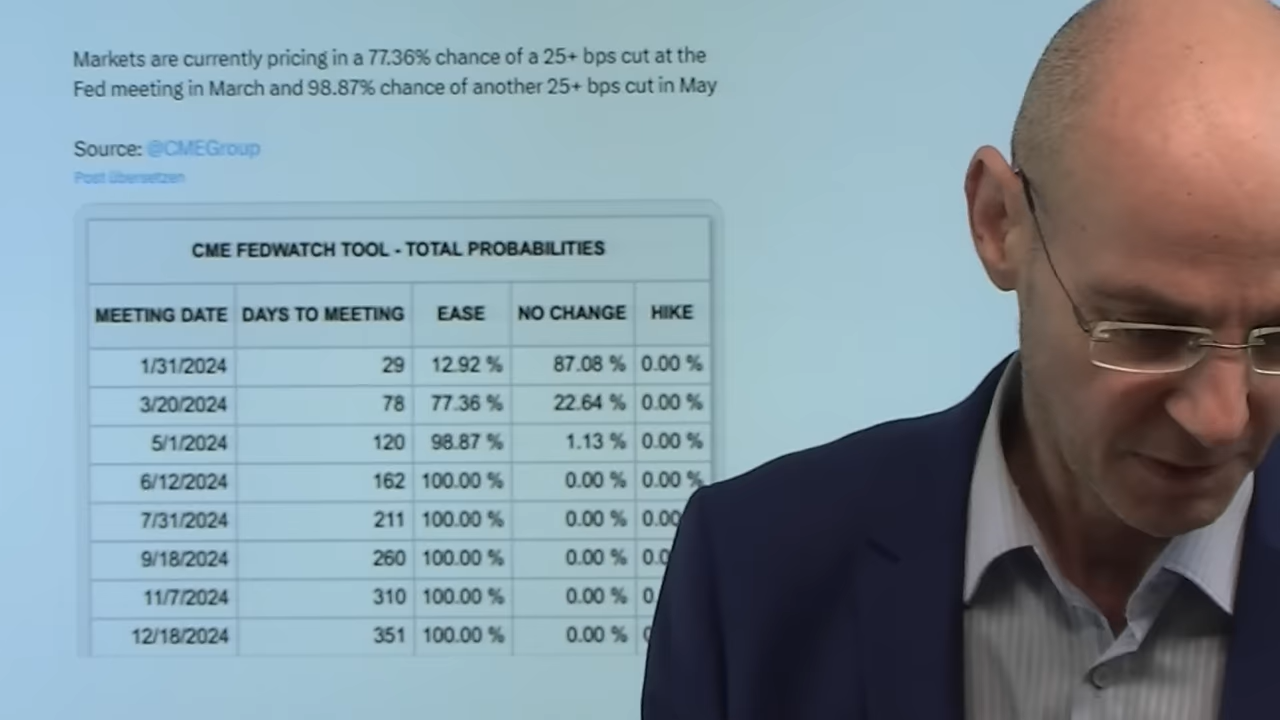 Markets are currently pricing in a 77.36% chance of a 25+ bps cut at the
Fed meeting in March and 98.87% chance of another 25+ bps cut in May
Source: @CMEGroup
Post übersetzen
CME FEDWATCH TOOL - TOTAL PROBABILITIES
MEETING DATE DAYS TO MEETING EASE NO CHANGE HIKE
1/31/2024 29 12.92 % 87.08 % 0.00 %
3/20/2024 78 77.36 % 22.64 % 0.00 %
5/1/2024 120 98.87 % 1.13 % 0.00 %
6/12/2024 162 100.00 % 0.00 % 0.00 %
7/31/2024 211 100.00 % 0.00 % 0.00
9/18/2024 260 100.00 % 0.00 % 0.0
11/7/2024 310 100.00 % 0.00 % 0.
12/18/2024 351 100.00 % 0.00 %